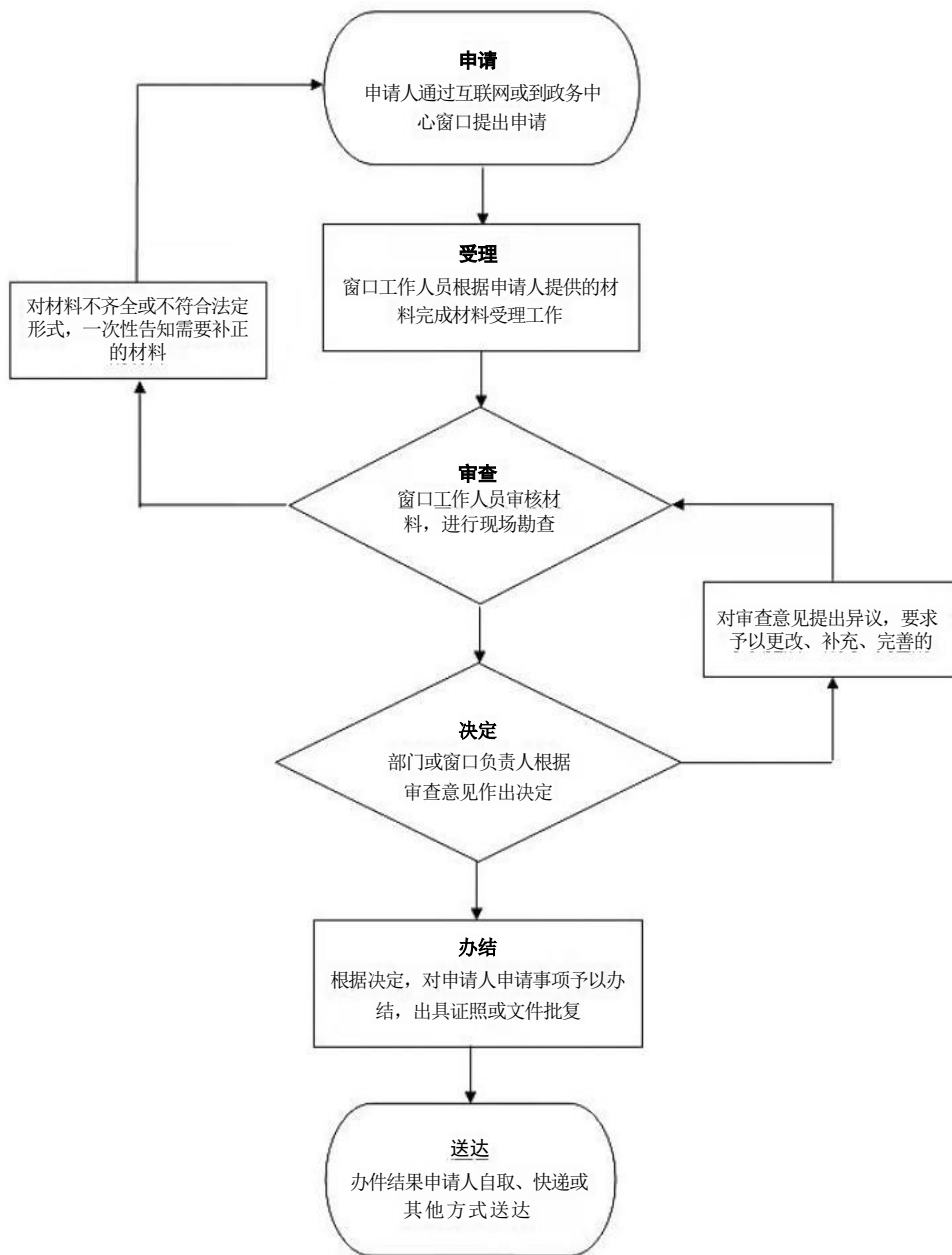 申请
申请人通过互联网或到政务中
心窗口提出申请
受理
窗口工作人员根据申请人提供的材
料完成材料受理工作
对材料不齐全或不符合法定
形式，一次性告知需要补正
的材料
审查
窗口工作人员审核材
料，进行现场勘查
对审查意见提出异议，要求
予以更改、补充、完善的
决定
部门或窗口负责人根据
审查意见作出决定
办结
根据决定，对申请人申请事项予以办
结，出具证照或文件批复
送达
办件结果申请人自取、快递或
其他方式送达